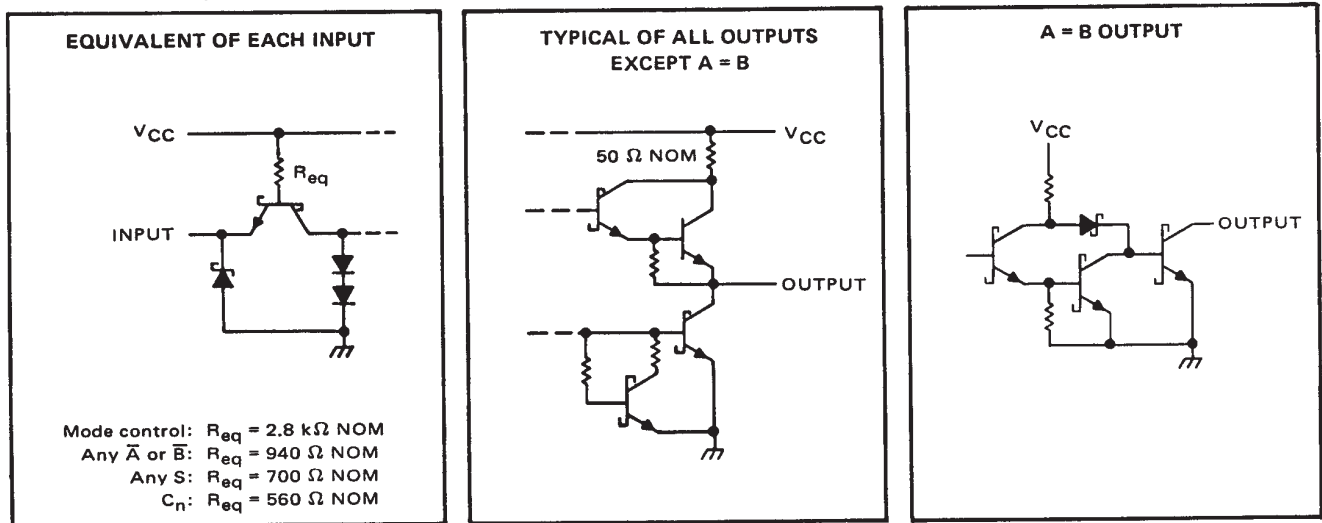 EQUIVALENT OF EACH INPUT
VCC
Req
INPUT
Mode control: Req = 2.8 kΩ NOM
Any A̅ or B̅: Req = 940 Ω NOM
Any S: Req = 700 Ω NOM
Cn: Req = 560 Ω NOM
TYPICAL OF ALL OUTPUTS
EXCEPT A = B
VCC
50 Ω NOM
OUTPUT
A = B OUTPUT
VCC
OUTPUT